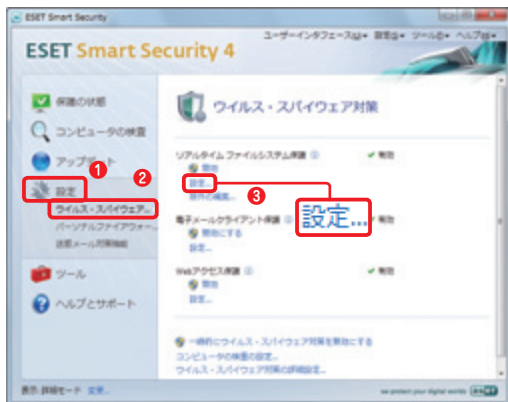 ESET Smart Security
ESET Smart Security 4
ユーザーインタフェース(U)▾ 設定(S)▾ ツール(O)▾ ヘルプ(H)▾
保護の状態
コンピュータの検査
アップデート
❶
❷
設定
ウイルス・スパイウェア...
パーソナルファイアウォー...
迷惑メール対策機能
ツール
ヘルプとサポート
ウイルス・スパイウェア対策
リアルタイム ファイルシステム保護
✔ 有効
無効
設定...
除外の編集...
❸
設定...
電子メールクライアント保護
有効
無効にする
設定...
Webアクセス保護
✔ 有効
無効
設定...
一時的にウイルス・スパイウェア対策を無効にする
コンピュータの検査の設定...
ウイルス・スパイウェア対策の詳細設定...
表示: 詳細モード 変更...
we protect your digital worlds